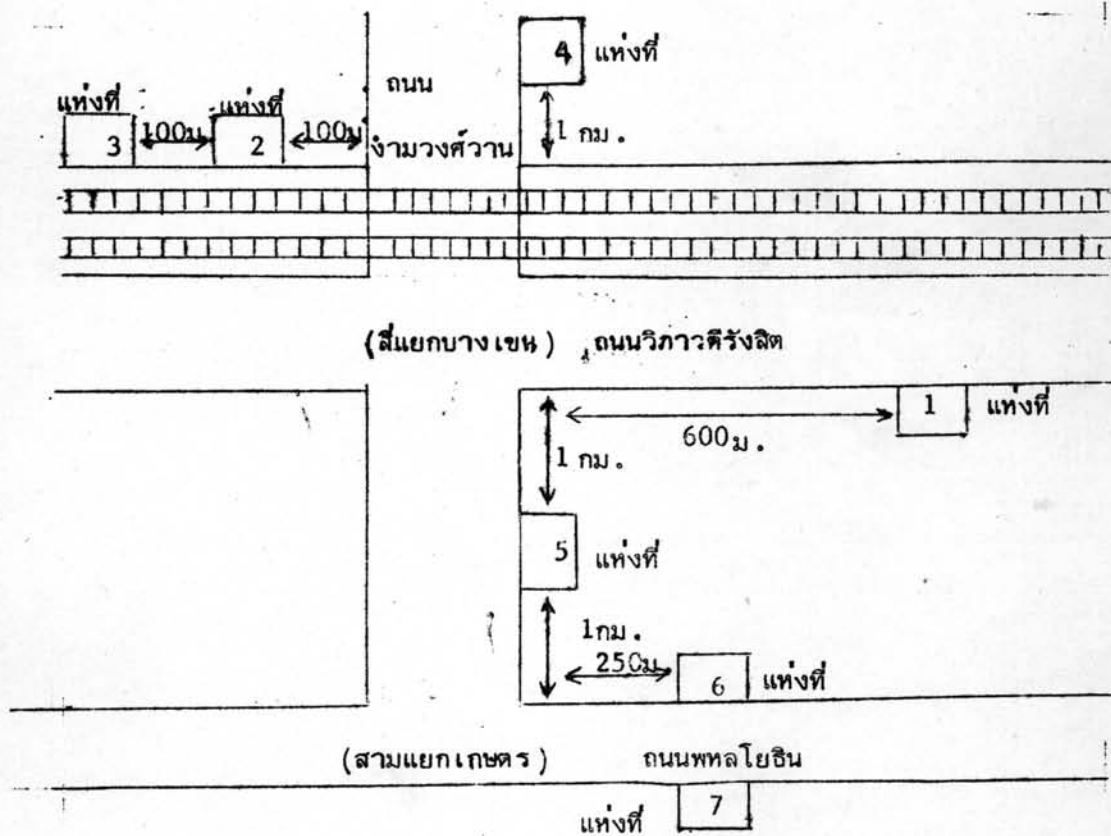 4 แห่งที่
ถนน
แห่งที่ แห่งที่
3 100ม 2 100ม
งามวงศ์วาน
1 กม.
(สี่แยกบางเขน) ถนนวิภาวดีรังสิต
1 แห่งที่
600ม.
1 กม.
5 แห่งที่
1กม.
250ม.
6 แห่งที่
(สามแยกเกษตร) ถนนพหลโยธิน
7
แห่งที่